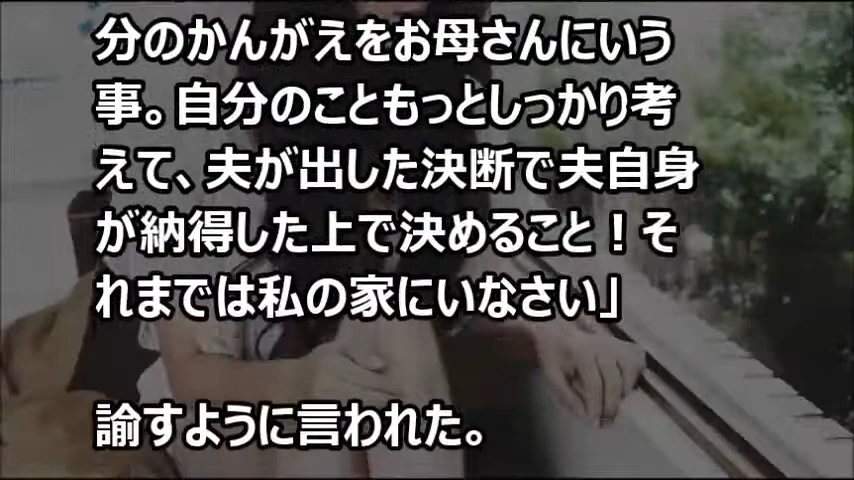 分のかんがえをお母さんにいう
事。自分のこともっとしっかり考
えて、夫が出した決断で夫自身
が納得した上で決めること！そ
れまでは私の家にいなさい」
諭すように言われた。